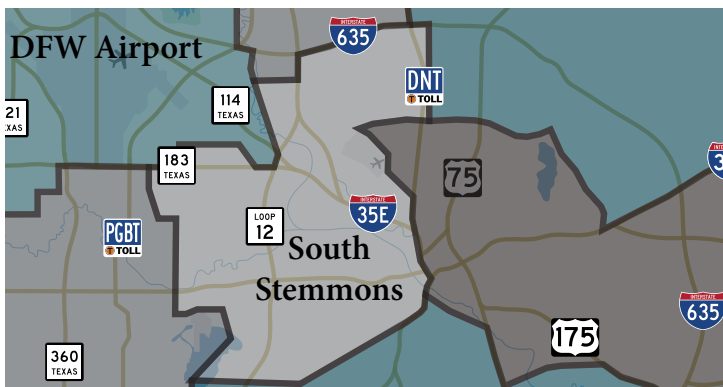 DFW Airport
INTERSTATE
635
DNT
TOLL
114
TEXAS
21
TEXAS
183
TEXAS
75
INTERSTATE
35E
LOOP
12
PGBT
TOLL
South
Stemmons
INTERSTATE
635
175
360
TEXAS